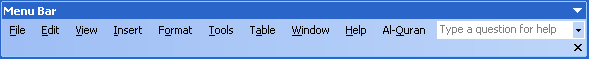 Menu Bar
File Edit View Insert Format Tools Table Window Help Al-Quran Type a question for help